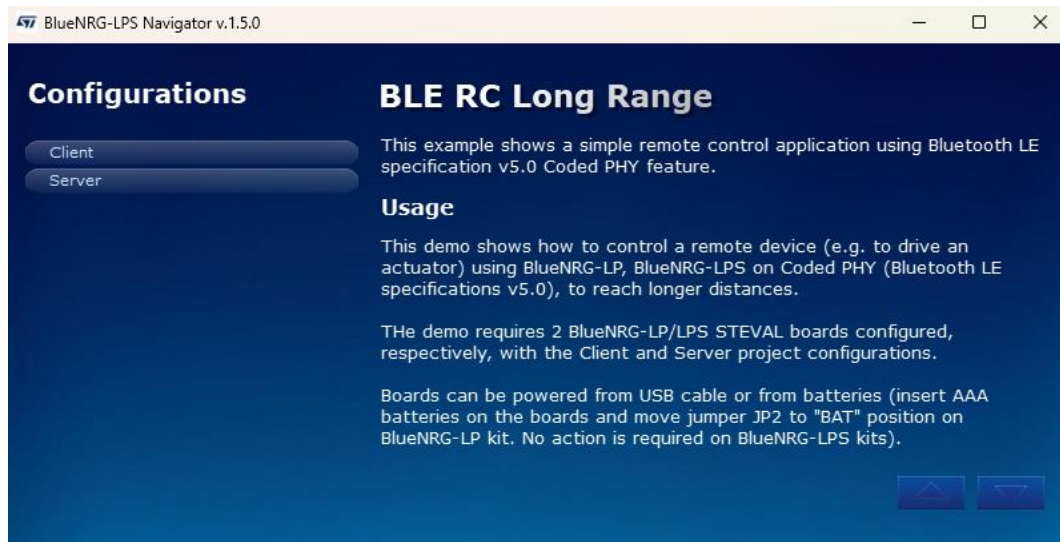 BlueNRG-LPS Navigator v.1.5.0
Configurations
Client
Server
BLE RC Long Range
This example shows a simple remote control application using Bluetooth LE
specification v5.0 Coded PHY feature.
Usage
This demo shows how to control a remote device (e.g. to drive an
actuator) using BlueNRG-LP, BlueNRG-LPS on Coded PHY (Bluetooth LE
specifications v5.0), to reach longer distances.
THe demo requires 2 BlueNRG-LP/LPS STEVAL boards configured,
respectively, with the Client and Server project configurations.
Boards can be powered from USB cable or from batteries (insert AAA
batteries on the boards and move jumper JP2 to "BAT" position on
BlueNRG-LP kit. No action is required on BlueNRG-LPS kits).